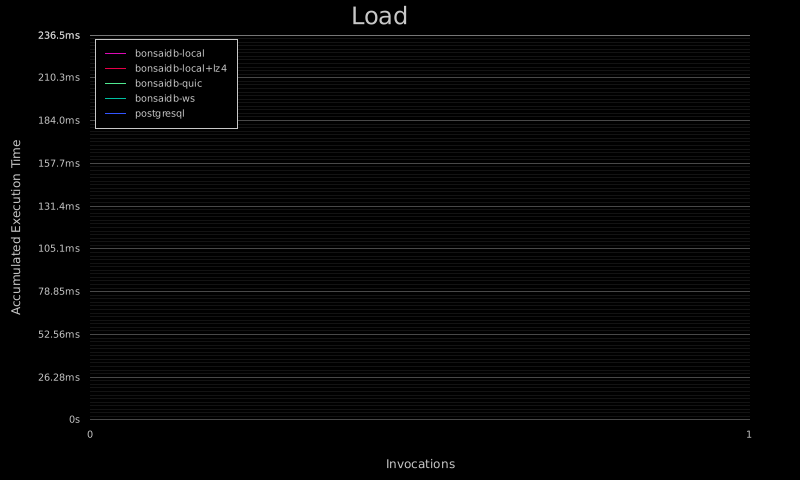 Load
236.5ms
210.3ms
184.0ms
157.7ms
131.4ms
105.1ms
78.85ms
52.56ms
26.28ms
0s
bonsaidb-local
bonsaidb-local+lz4
bonsaidb-quic
bonsaidb-ws
postgresql
Accumulated Execution Time
0
1
Invocations